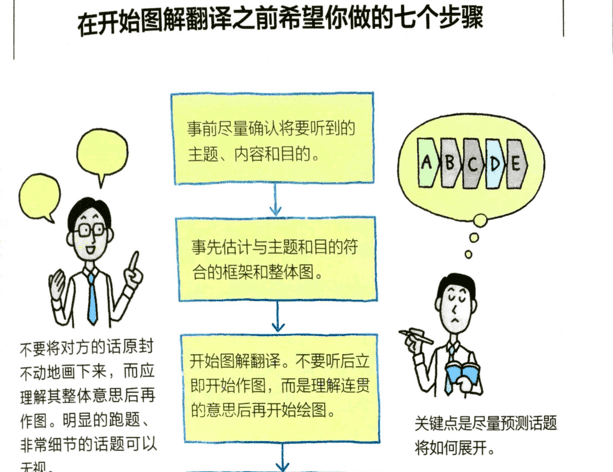 在开始图解翻译之前希望你做的七个步骤
事前尽量确认将要听到的
主题、内容和目的。
事先估计与主题和目的符
合的框架和整体图。
开始图解翻译。不要听后立
即开始作图，而是理解连贯
的意思后再开始绘图。
不要将对方的话原封
不动地画下来，而应
理解其整体意思后再
作图。明显的跑题、
非常细节的话题可以
无视。
A B C D E
关键点是尽量预测话题
将如何展开。